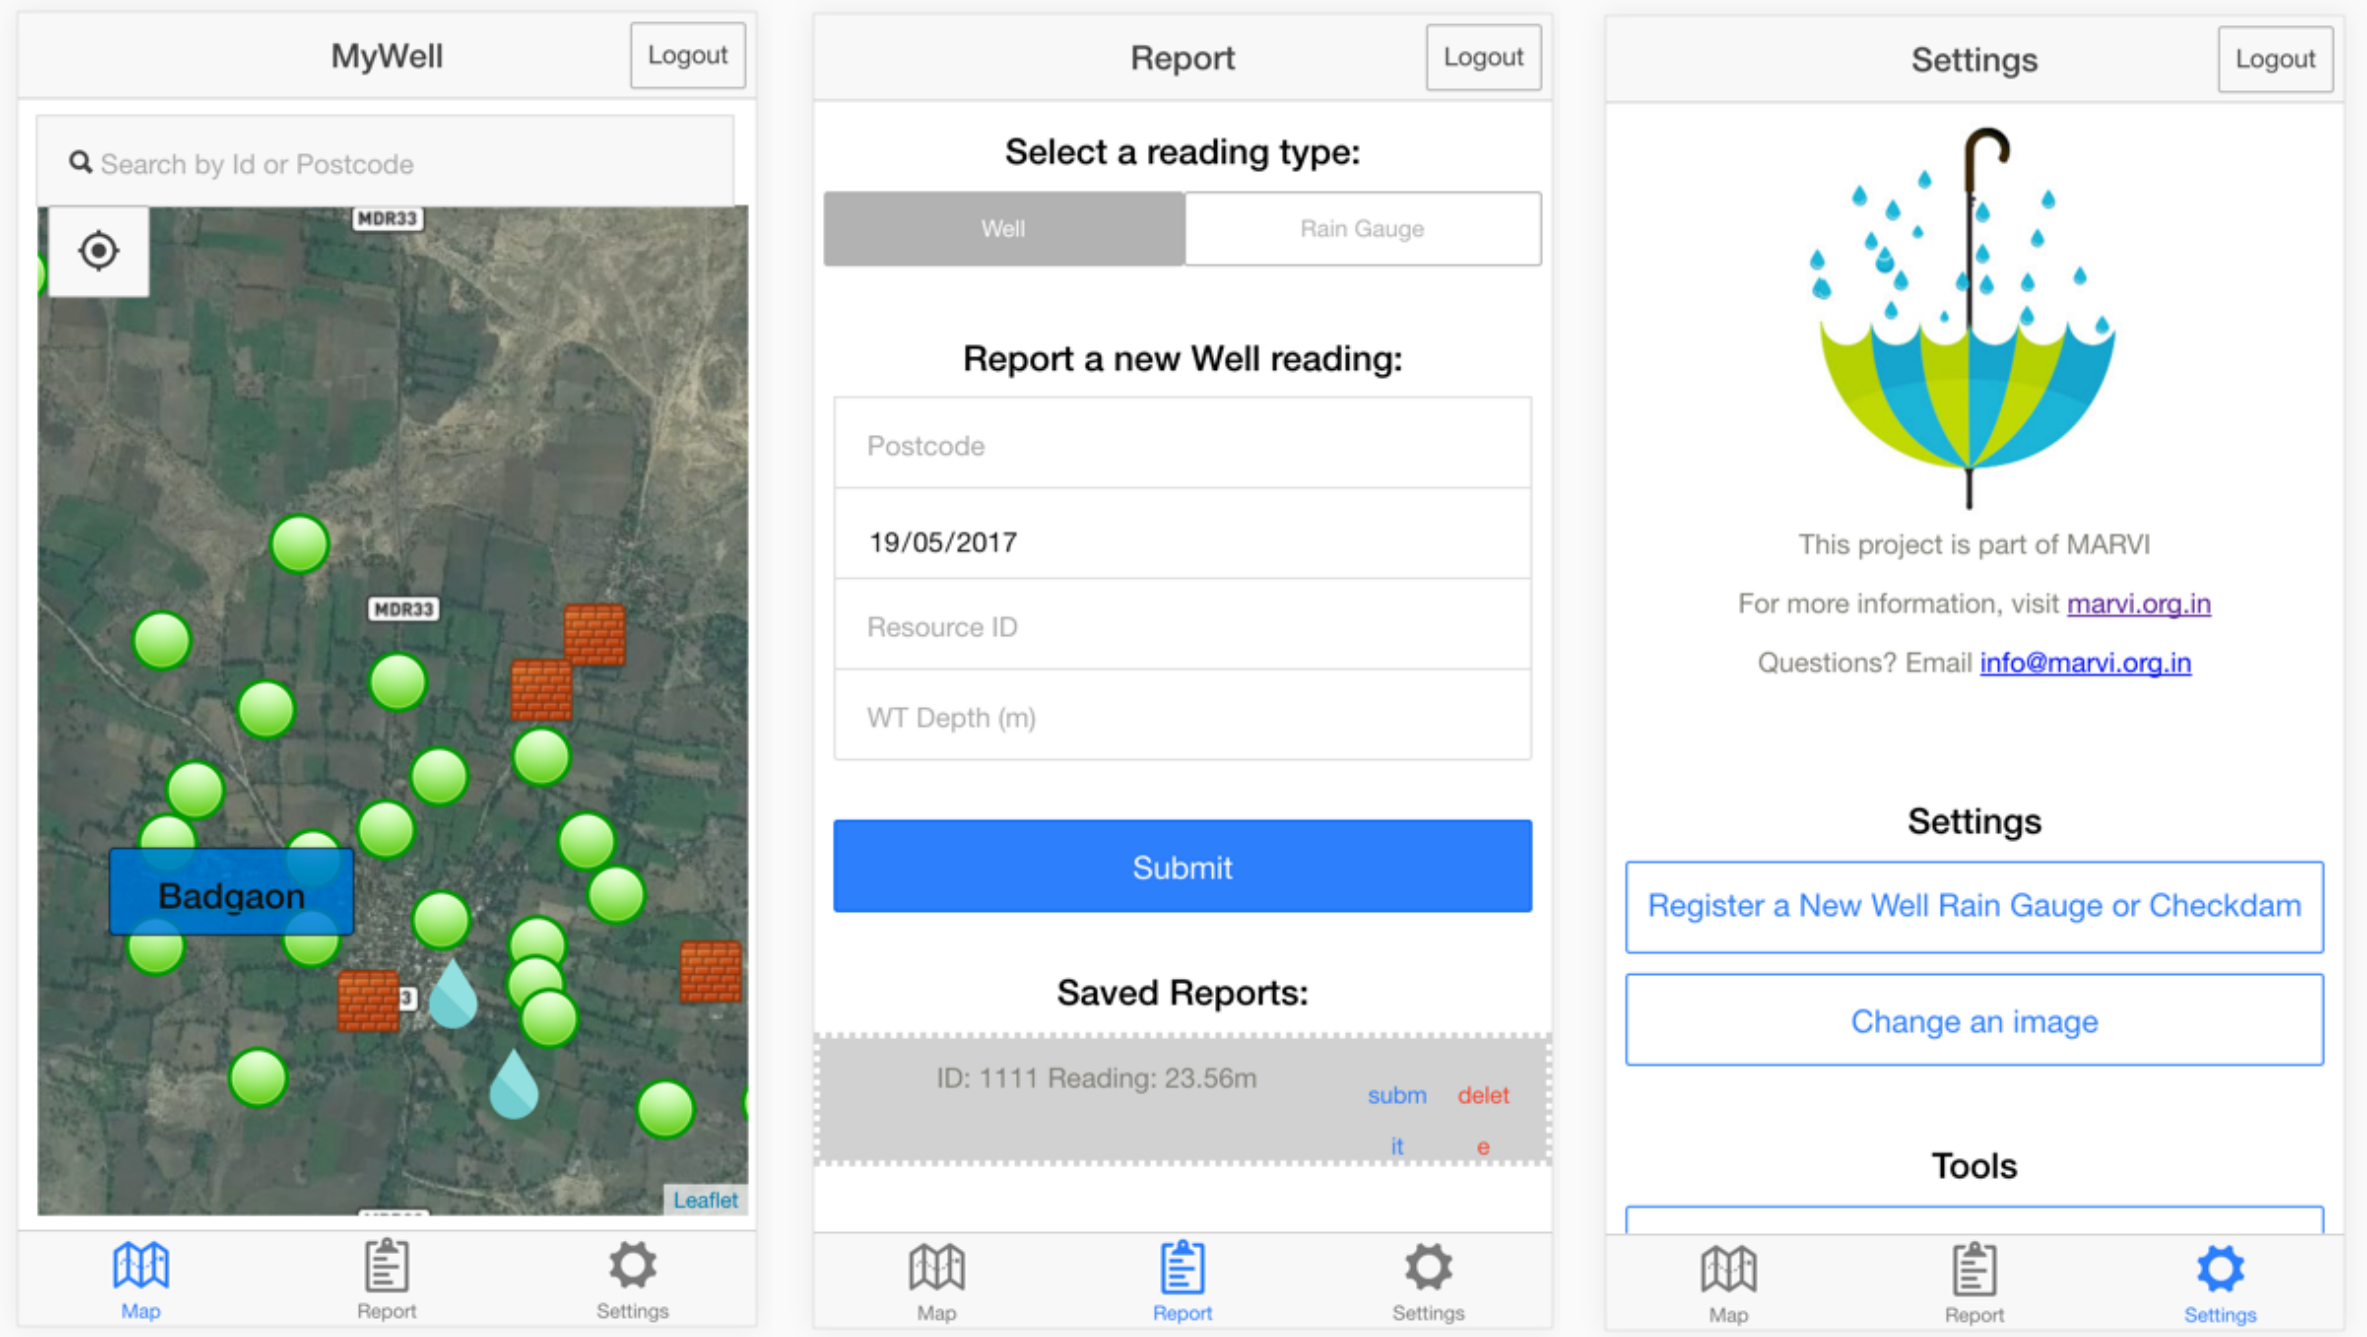 MyWell
Logout
Search by Id or Postcode
MDR33
MDR33
Badgaon
3
Leaflet
Map
Report
Settings
Report
Logout
Select a reading type:
Well
Rain Gauge
Report a new Well reading:
Postcode
19/05/2017
Resource ID
WT Depth (m)
Submit
Saved Reports:
ID: 1111 Reading: 23.56m
subm
it
delet
e
Map
Report
Settings
Settings
Logout
This project is part of MARVI
For more information, visit marvi.org.in
Questions? Email info@marvi.org.in
Settings
Register a New Well Rain Gauge or Checkdam
Change an image
Tools
Map
Report
Settings